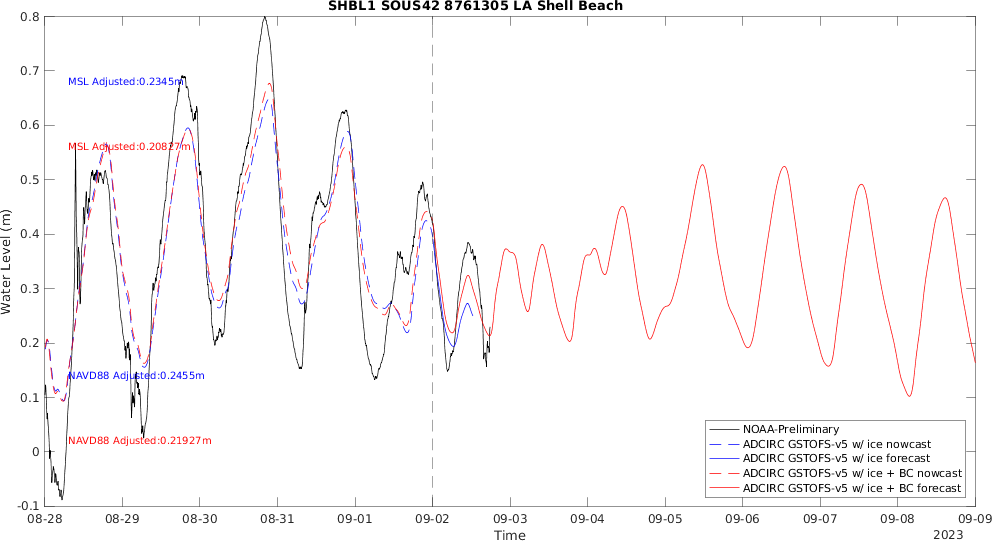 SHBL1 SOUS42 8761305 LA Shell Beach
Water Level (m)
0.8
0.7
0.6
0.5
0.4
0.3
0.2
0.1
0
-0.1
MSL Adjusted:0.2345m
MSL Adjusted:0.20827m
NAVD88 Adjusted:0.2455m
NAVD88 Adjusted:0.21927m
NOAA-Preliminary
ADCIRC GSTOFS-v5 w/ ice nowcast
ADCIRC GSTOFS-v5 w/ ice forecast
ADCIRC GSTOFS-v5 w/ ice + BC nowcast
ADCIRC GSTOFS-v5 w/ ice + BC forecast
08-28 08-29 08-30 08-31 09-01 09-02 09-03 09-04 09-05 09-06 09-07 09-08 09-09
Time
2023